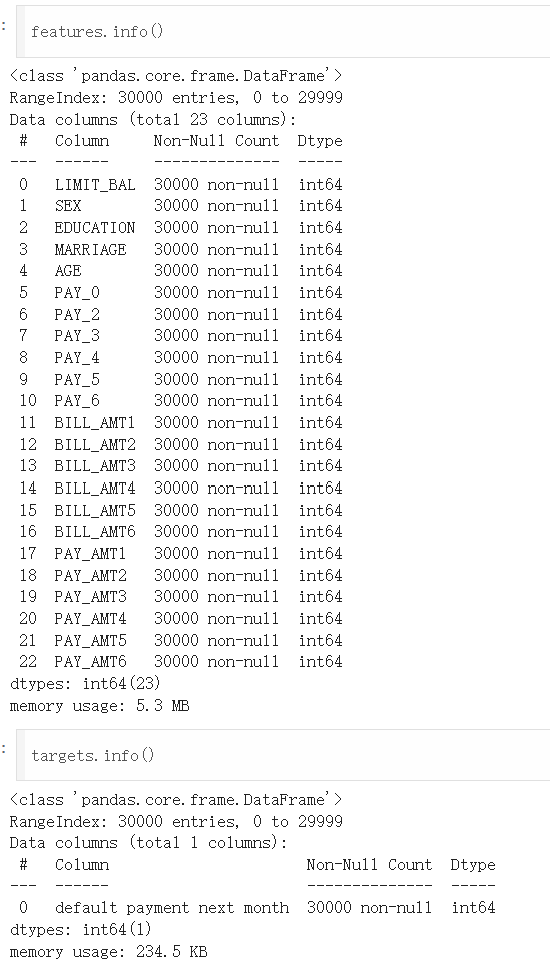 :
features.info()
<class 'pandas.core.frame.DataFrame'>
RangeIndex: 30000 entries, 0 to 29999
Data columns (total 23 columns):
 #   Column     Non-Null Count  Dtype
---  ------     --------------  -----
 0   LIMIT_BAL  30000 non-null  int64
 1   SEX        30000 non-null  int64
 2   EDUCATION  30000 non-null  int64
 3   MARRIAGE   30000 non-null  int64
 4   AGE        30000 non-null  int64
 5   PAY_0      30000 non-null  int64
 6   PAY_2      30000 non-null  int64
 7   PAY_3      30000 non-null  int64
 8   PAY_4      30000 non-null  int64
 9   PAY_5      30000 non-null  int64
 10  PAY_6      30000 non-null  int64
 11  BILL_AMT1  30000 non-null  int64
 12  BILL_AMT2  30000 non-null  int64
 13  BILL_AMT3  30000 non-null  int64
 14  BILL_AMT4  30000 non-null  int64
 15  BILL_AMT5  30000 non-null  int64
 16  BILL_AMT6  30000 non-null  int64
 17  PAY_AMT1   30000 non-null  int64
 18  PAY_AMT2   30000 non-null  int64
 19  PAY_AMT3   30000 non-null  int64
 20  PAY_AMT4   30000 non-null  int64
 21  PAY_AMT5   30000 non-null  int64
 22  PAY_AMT6   30000 non-null  int64
dtypes: int64(23)
memory usage: 5.3 MB
:
targets.info()
<class 'pandas.core.frame.DataFrame'>
RangeIndex: 30000 entries, 0 to 29999
Data columns (total 1 columns):
 #   Column                      Non-Null Count  Dtype
---  ------                      --------------  -----
 0   default payment next month  30000 non-null  int64
dtypes: int64(1)
memory usage: 234.5 KB